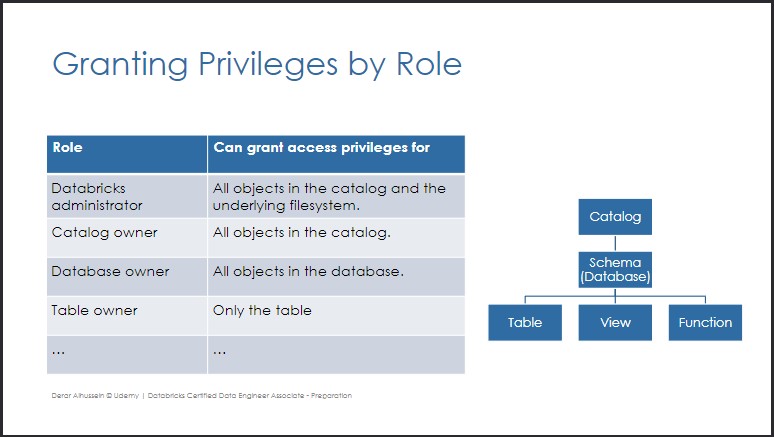 Granting Privileges by Role
Role
Can grant access privileges for
Databricks
administrator
All objects in the catalog and the
underlying filesystem.
Catalog owner
All objects in the catalog.
Database owner
All objects in the database.
Table owner
Only the table
...
...
Catalog
Schema
(Database)
Table
View
Function
Derar Alhussein © Udemy | Databricks Certified Data Engineer Associate - Preparation